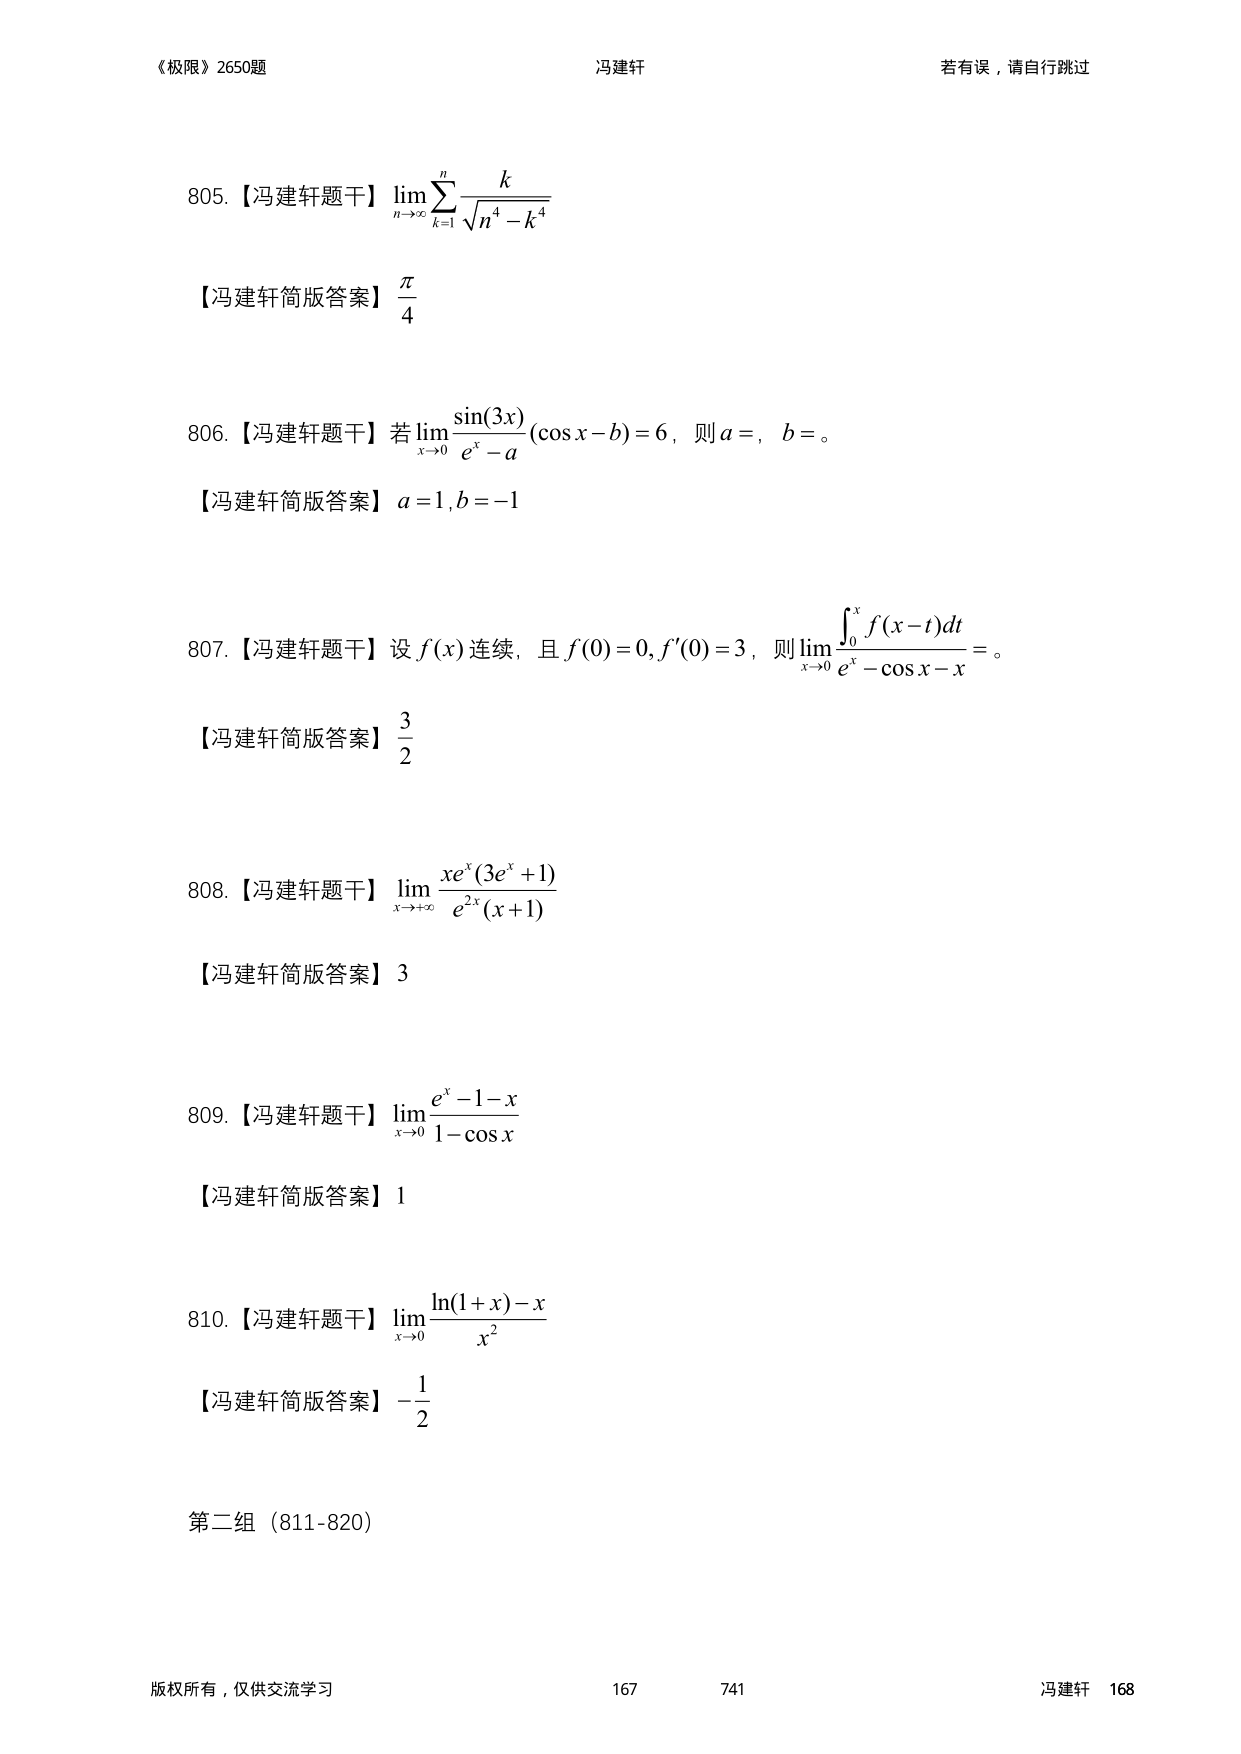 《极限》2650题 冯建轩 若有误，请自行跳过
805.【冯建轩题干】 $\lim_{n\to\infty}\sum_{k=1}^{n}\frac{k}{\sqrt{n^4-k^4}}$
【冯建轩简版答案】 $\frac{\pi}{4}$
806.【冯建轩题干】若 $\lim_{x\to 0}\frac{\sin(3x)}{e^x-a}(\cos x-b)=6$，则 $a=$，$b=$。
【冯建轩简版答案】 $a=1,b=-1$
807.【冯建轩题干】设 $f(x)$ 连续，且 $f(0)=0,f'(0)=3$，则 $\lim_{x\to 0}\frac{\int_0^x f(x-t)dt}{e^x-\cos x-x}=$。
【冯建轩简版答案】 $\frac{3}{2}$
808.【冯建轩题干】 $\lim_{x\to+\infty}\frac{xe^x(3e^x+1)}{e^{2x}(x+1)}$
【冯建轩简版答案】 3
809.【冯建轩题干】 $\lim_{x\to 0}\frac{e^x-1-x}{1-\cos x}$
【冯建轩简版答案】 1
810.【冯建轩题干】 $\lim_{x\to 0}\frac{\ln(1+x)-x}{x^2}$
【冯建轩简版答案】 $-\frac{1}{2}$
第二组（811-820）
版权所有，仅供交流学习 167 741 冯建轩 168